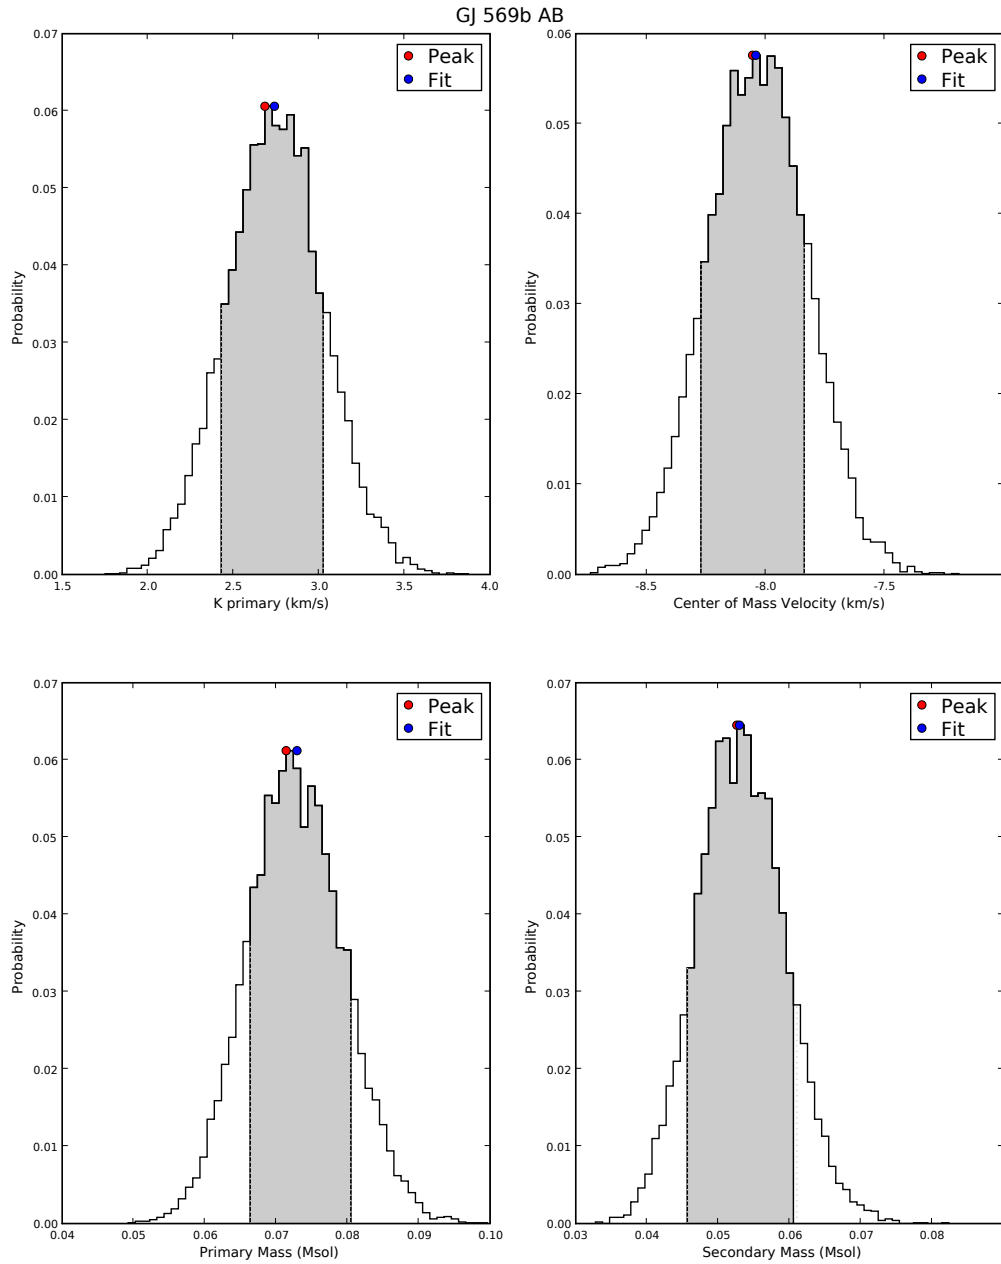 GJ 569b AB
0.07
0.06
0.05
0.04
0.03
0.02
0.01
0.00
Probability
1.5 2.0 2.5 3.0 3.5 4.0
K primary (km/s)
Peak
Fit
0.06
0.05
0.04
0.03
0.02
0.01
0.00
Probability
-8.5 -8.0 -7.5
Center of Mass Velocity (km/s)
Peak
Fit
0.07
0.06
0.05
0.04
0.03
0.02
0.01
0.00
Probability
0.04 0.05 0.06 0.07 0.08 0.09 0.10
Primary Mass (Msol)
Peak
Fit
0.07
0.06
0.05
0.04
0.03
0.02
0.01
0.00
Probability
0.03 0.04 0.05 0.06 0.07 0.08
Secondary Mass (Msol)
Peak
Fit